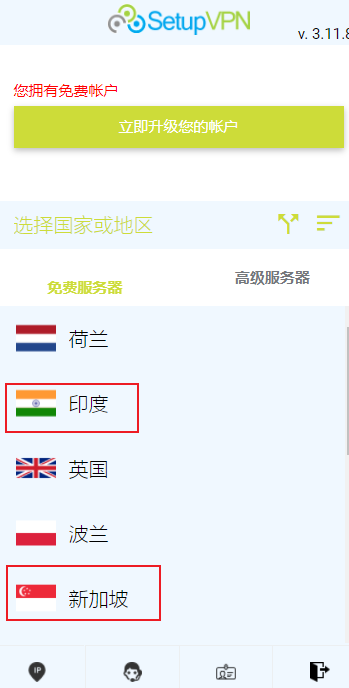 SetupVPN
v. 3.11.8
您拥有免费帐户
立即升级您的帐户
选择国家或地区
免费服务器
高级服务器
荷兰
印度
英国
波兰
新加坡
IP